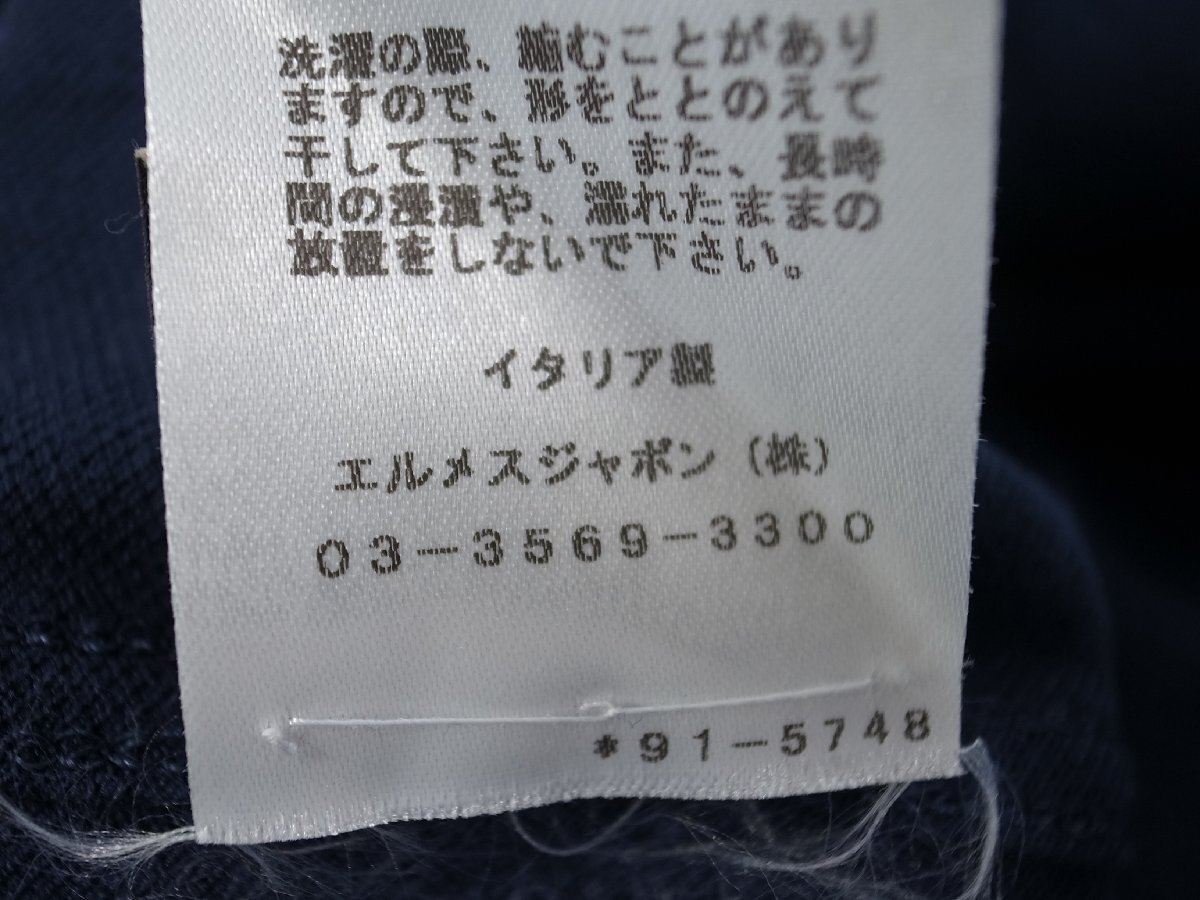 洗濯の際、縮むことがあり
ますので、形をととのえて
干して下さい。また、長時
間の浸漬や、濡れたままの
放置をしないで下さい。
イタリア製
エルメスジャポン（株）
03-3569-3300
*91-5748